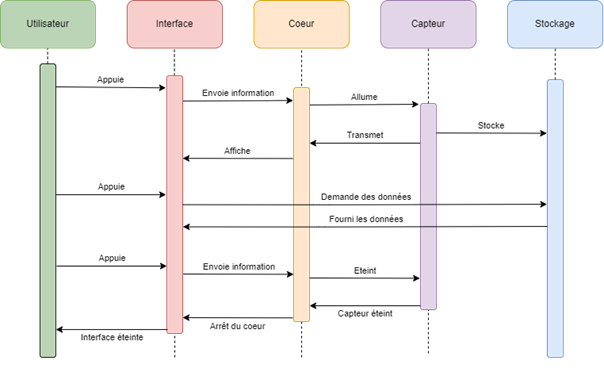 Utilisateur
Interface
Coeur
Capteur
Stockage
Appuie
Envoie information
Allume
Stocke
Transmet
Affiche
Appuie
Demande des données
Fourni les données
Appuie
Envoie information
Eteint
Capteur éteint
Arrêt du coeur
Interface éteinte